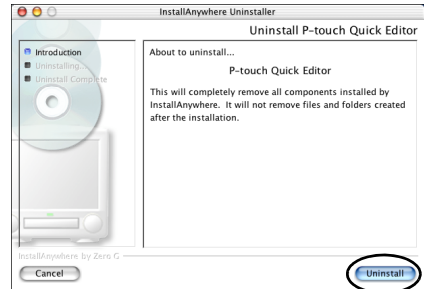 InstallAnywhere Uninstaller
Uninstall P-touch Quick Editor
Introduction
Uninstalling...
Uninstall Complete
About to uninstall...
P-touch Quick Editor
This will completely remove all components installed by
InstallAnywhere.  It will not remove files and folders created
after the installation.
InstallAnywhere by Zero G
Cancel
Uninstall